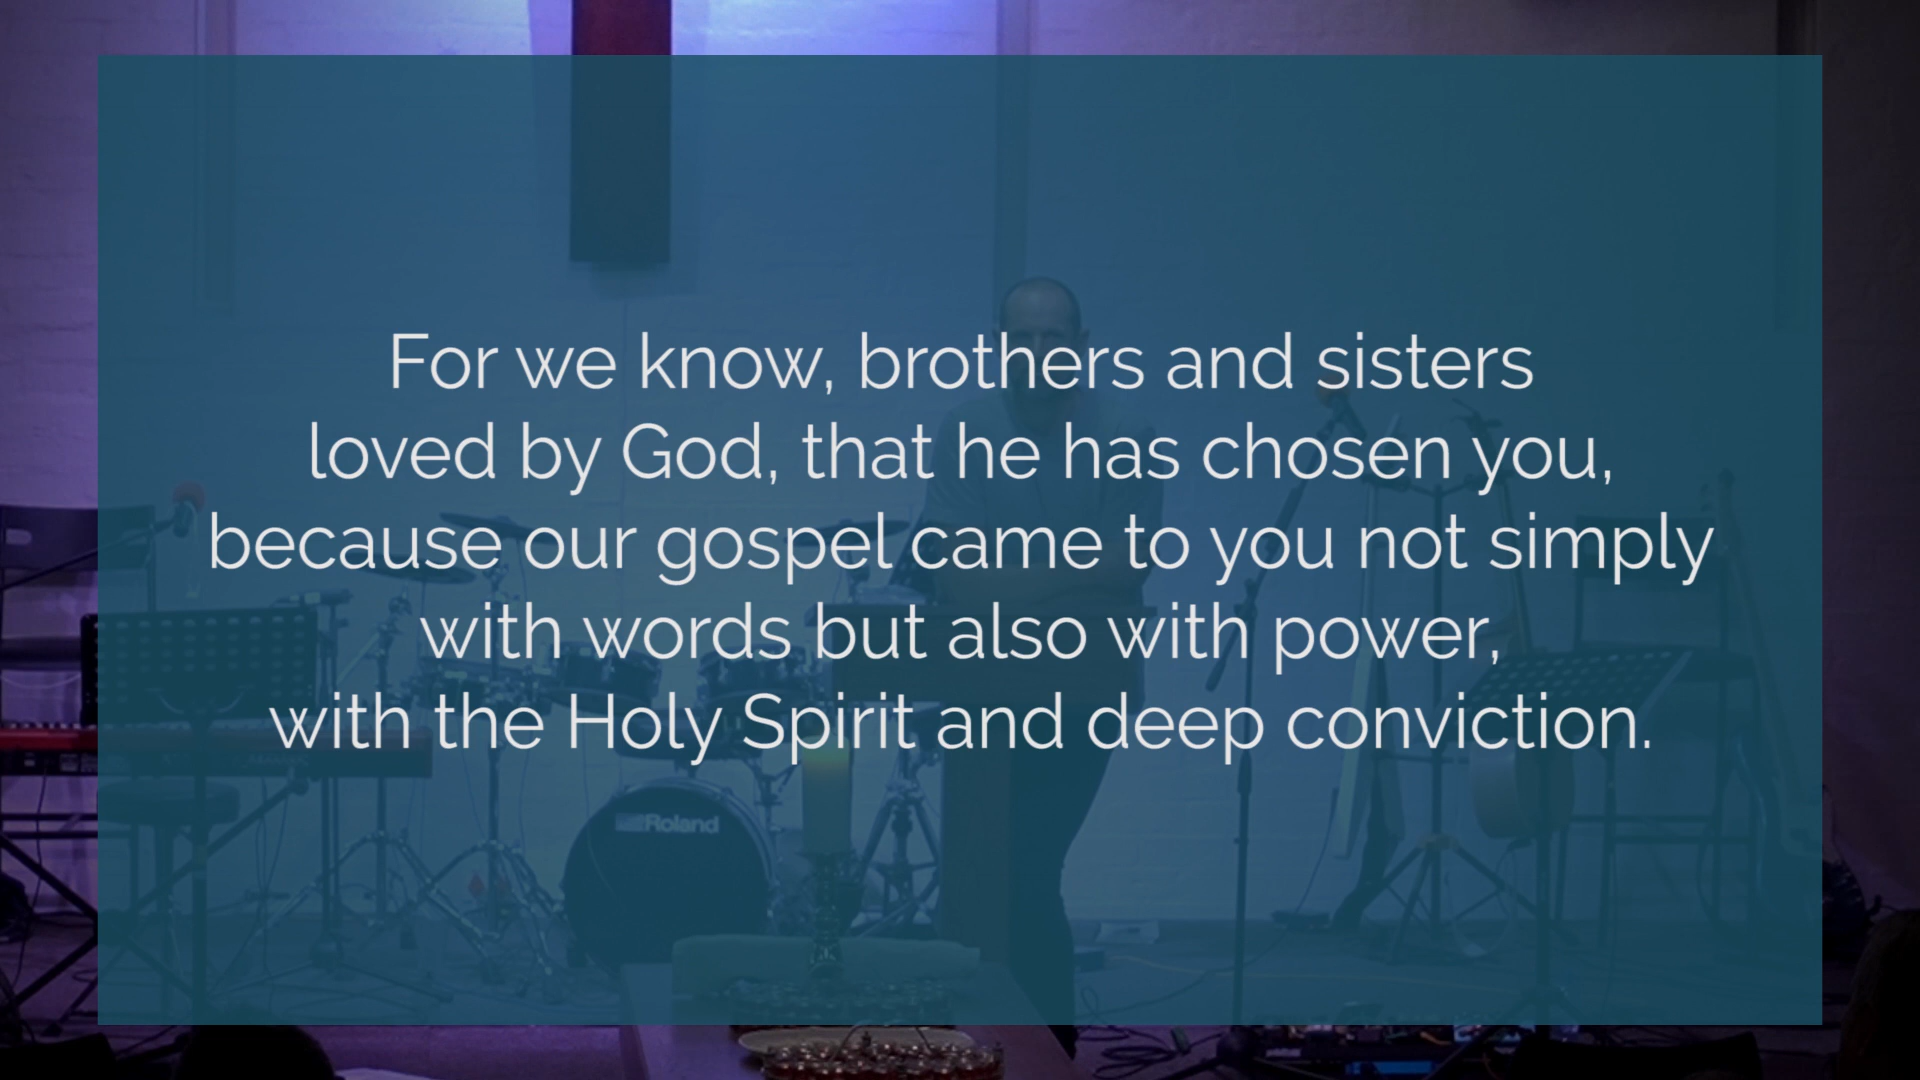 For we know, brothers and sisters
loved by God, that he has chosen you,
because our gospel came to you not simply
with words but also with power,
with the Holy Spirit and deep conviction.
Roland